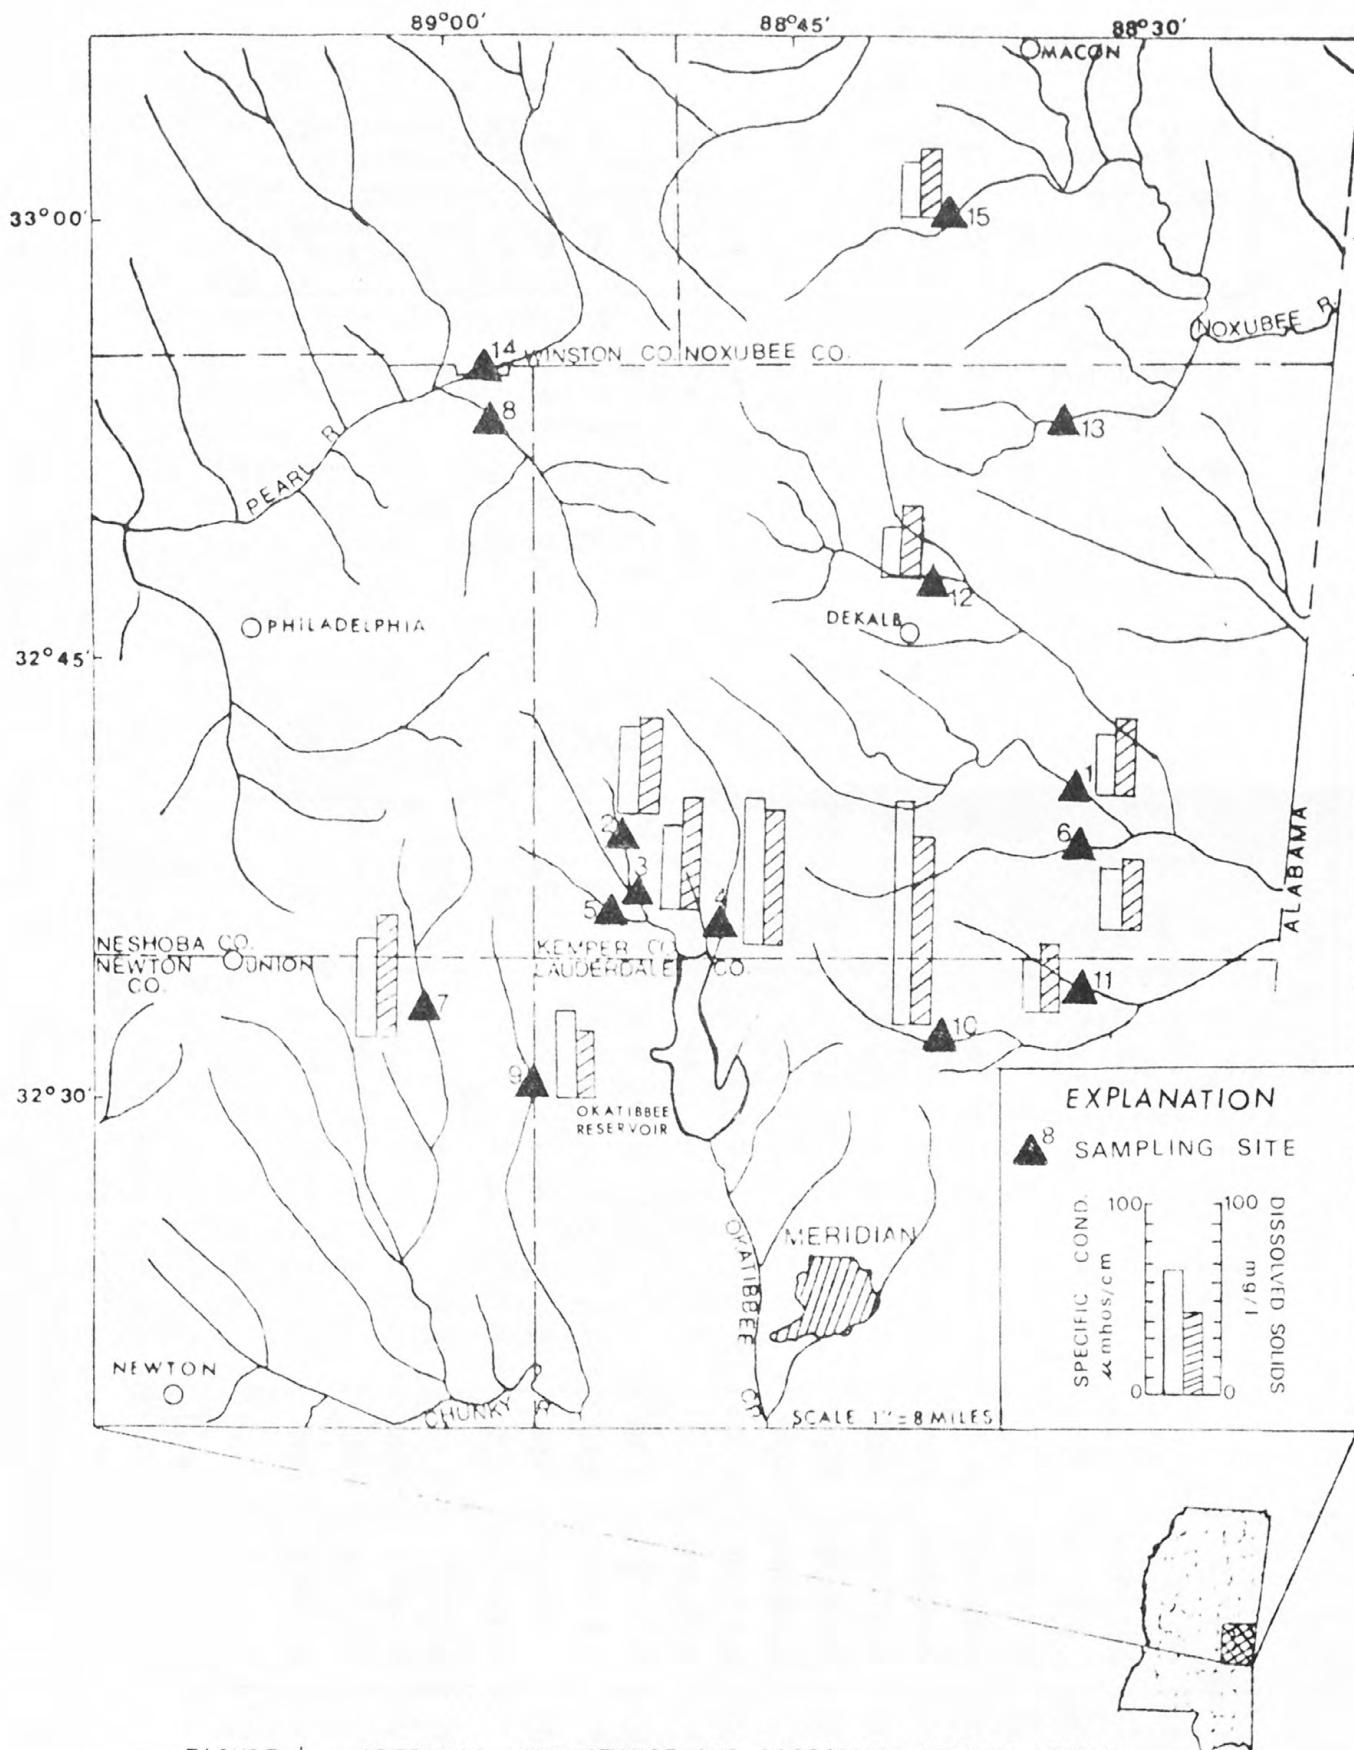 89°00'
88°45'
88°30'
MACON
33°00'
15
NOXUBEE R.
14
WINSTON CO. NOXUBEE CO.
8
13
PEARL R.
12
DEKALB
PHILADELPHIA
32°45'
1
2
6
3
ALABAMA
5
4
NESHOBA CO.
NEWTON
CO.
UNION
KEMPER CO
LAUDERDALE CO.
7
11
10
9
32°30'
OKATIBBEE
RESERVOIR
EXPLANATION
8
SAMPLING SITE
SPECIFIC COND.
μmhos/cm
100
0
100
0
mg/l
DISSOLVED SOLIDS
MERIDIAN
OKATIBBEE CR.
NEWTON
CHUNKY R.
SCALE 1"=8 MILES